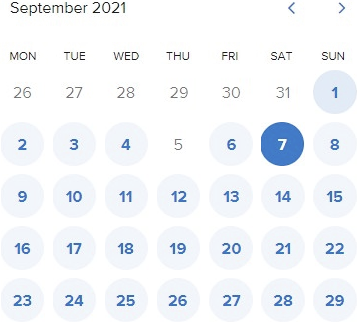 September 2021
MON TUE WED THU FRI SAT SUN
26 27 28 29 30 31 1
2 3 4 5 6 7 8
9 10 11 12 13 14 15
16 17 18 19 20 21 22
23 24 25 26 27 28 29